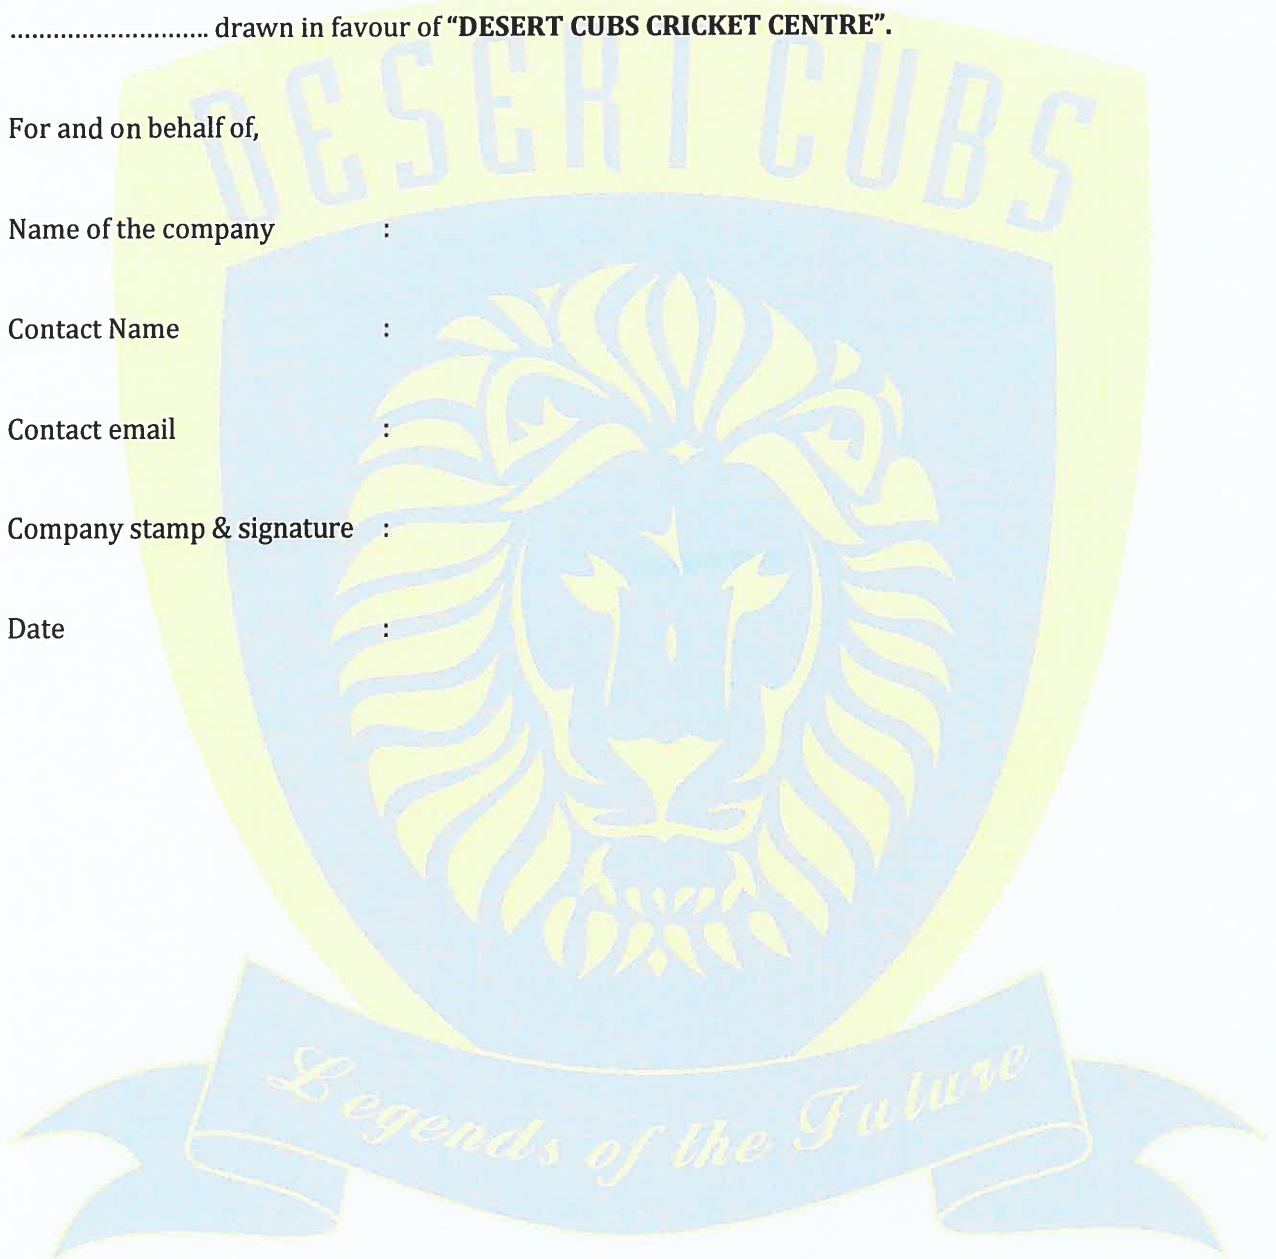 ............................ drawn in favour of “DESERT CUBS CRICKET CENTRE”.
DESERT CUBS
For and on behalf of,
Name of the company :
Contact Name :
Contact email :
Company stamp & signature :
Date :
Legends of the Future